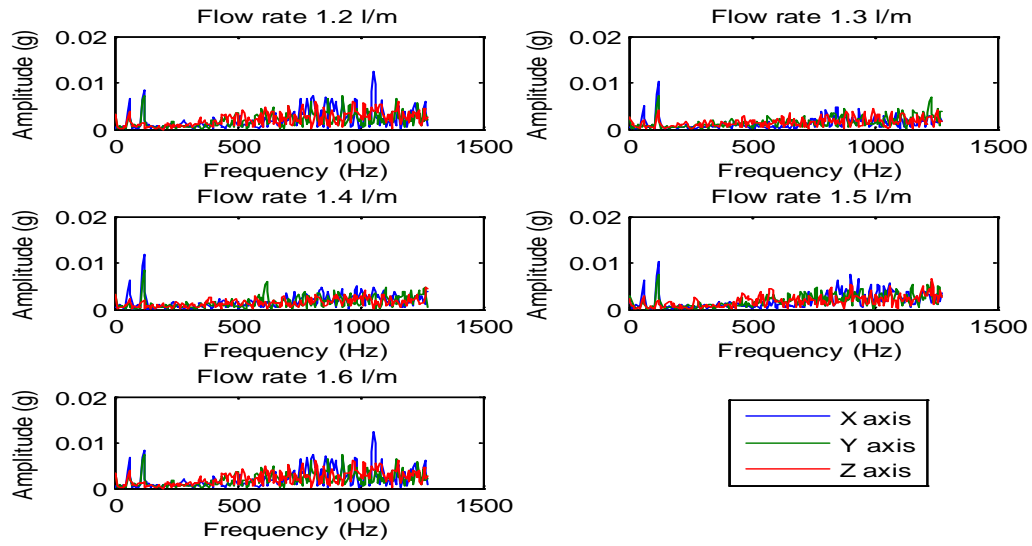 Flow rate 1.2 l/m
Flow rate 1.3 l/m
0.02
0.01
0
Amplitude (g)
0 500 1000 1500
Frequency (Hz)
0.02
0.01
0
Amplitude (g)
0 500 1000 1500
Frequency (Hz)
Flow rate 1.4 l/m
Flow rate 1.5 l/m
0.02
0.01
0
Amplitude (g)
0 500 1000 1500
Frequency (Hz)
0.02
0.01
0
Amplitude (g)
0 500 1000 1500
Frequency (Hz)
Flow rate 1.6 l/m
0.02
0.01
0
Amplitude (g)
0 500 1000 1500
Frequency (Hz)
X axis
Y axis
Z axis